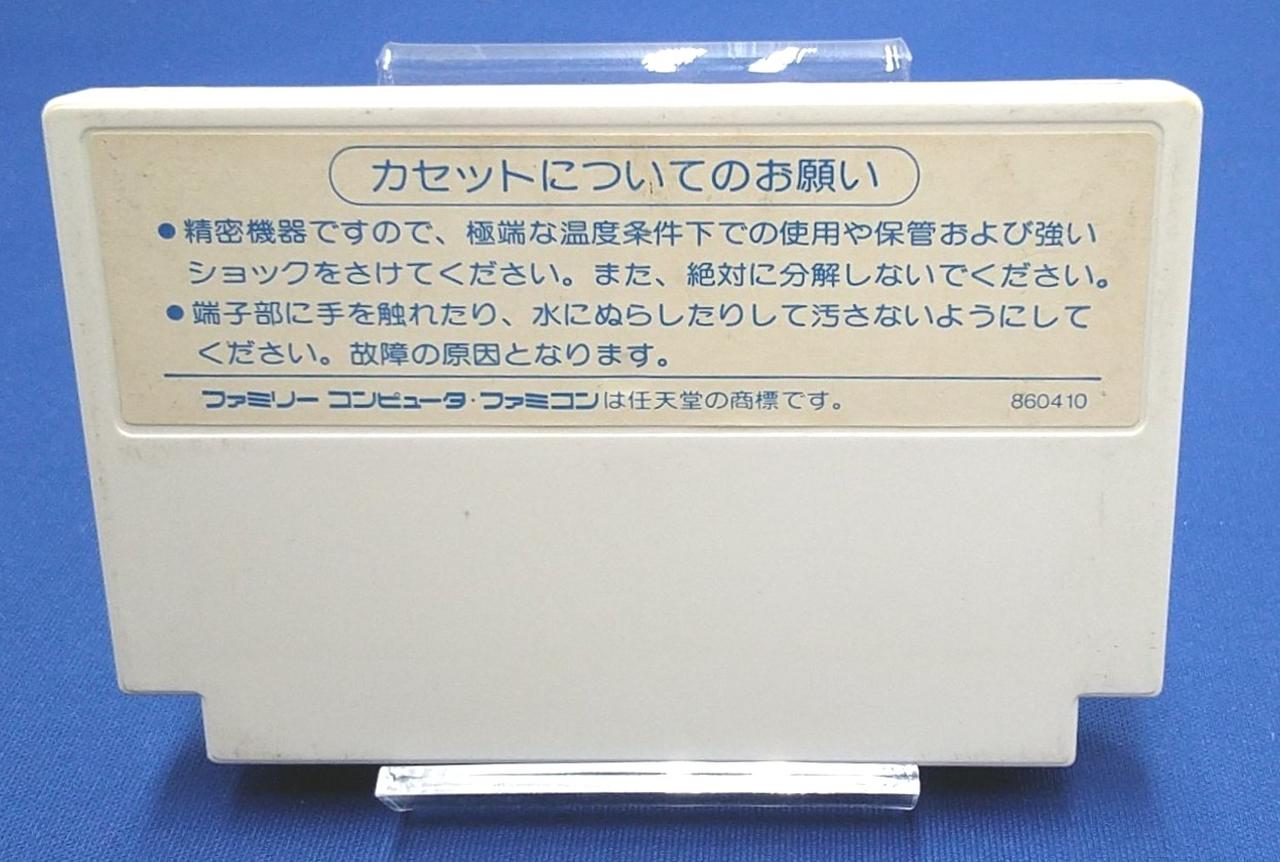 カセットについてのお願い
●精密機器ですので、極端な温度条件下での使用や保管および強い
ショックをさけてください。また、絶対に分解しないでください。
●端子部に手を触れたり、水にぬらしたりして汚さないようにして
ください。故障の原因となります。
ファミリー コンピュータ・ファミコンは任天堂の商標です。 860410